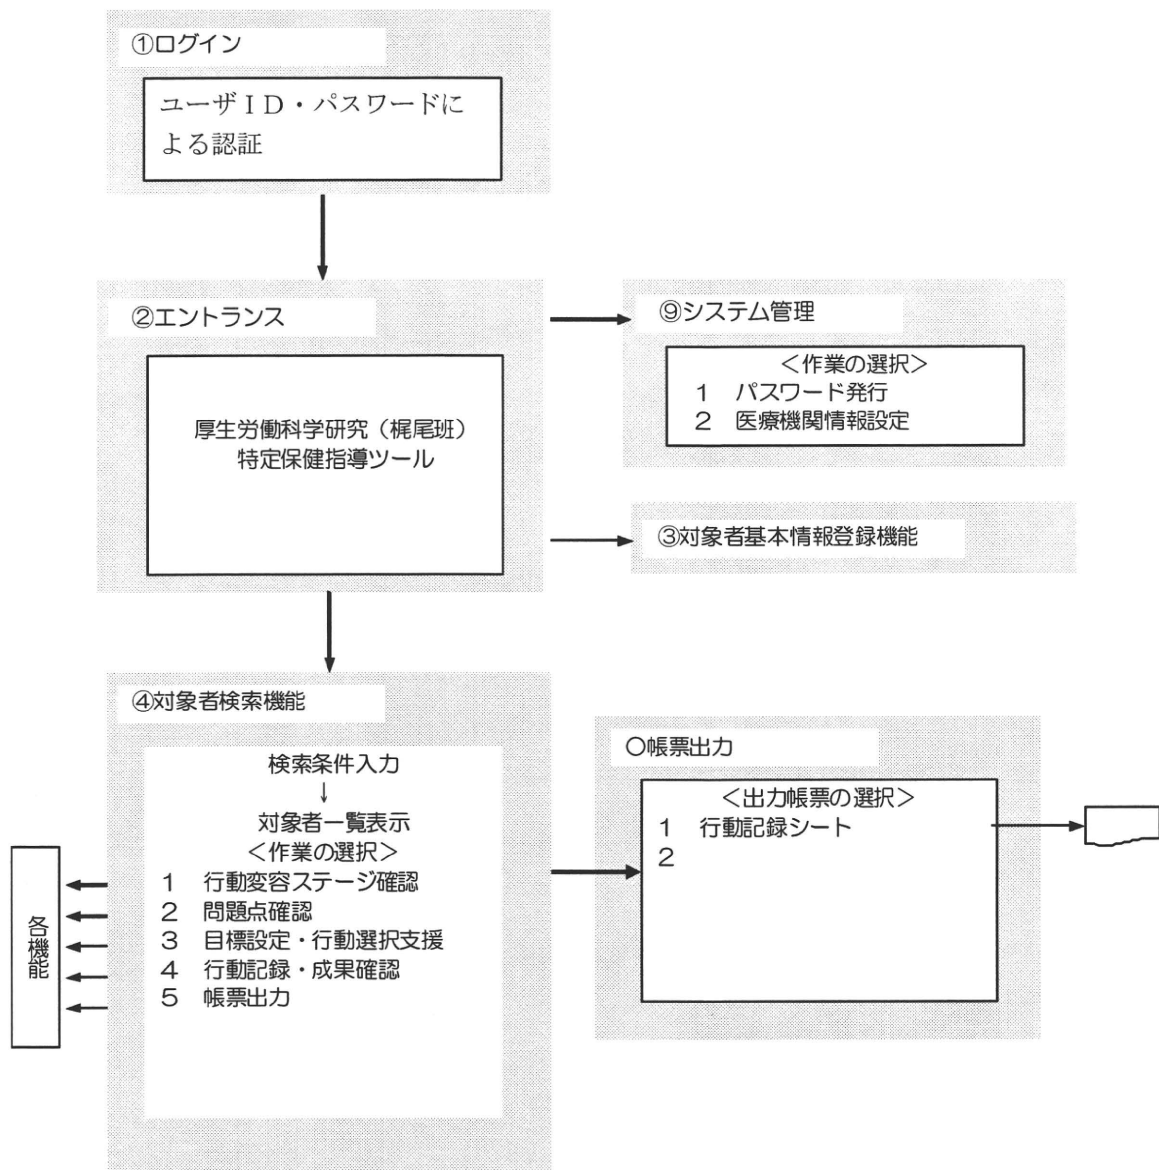 ①ログイン
ユーザＩＤ・パスワードに
よる認証
②エントランス
厚生労働科学研究（梶尾班）
特定保健指導ツール
⑨システム管理
＜作業の選択＞
１　パスワード発行
２　医療機関情報設定
③対象者基本情報登録機能
④対象者検索機能
検索条件入力
↓
対象者一覧表示
＜作業の選択＞
１　行動変容ステージ確認
２　問題点確認
３　目標設定・行動選択支援
４　行動記録・成果確認
５　帳票出力
各機能
〇帳票出力
＜出力帳票の選択＞
１　行動記録シート
２